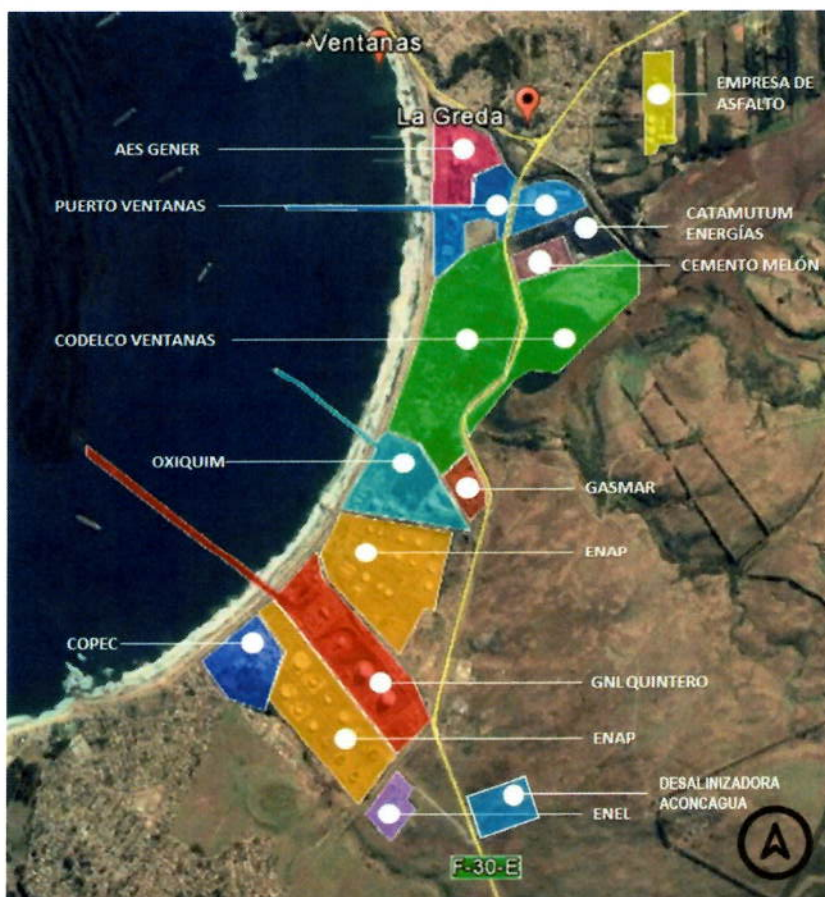 Ventanas
EMPRESA DE
ASFALTO
La Greda
AES GENER
PUERTO VENTANAS
CATAMUTUM
ENERGÍAS
CEMENTO MELÓN
CODELCO VENTANAS
OXIQUIM
GASMAR
ENAP
COPEC
GNL QUINTERO
ENAP
DESALINIZADORA
ACONCAGUA
ENEL
F-30-E